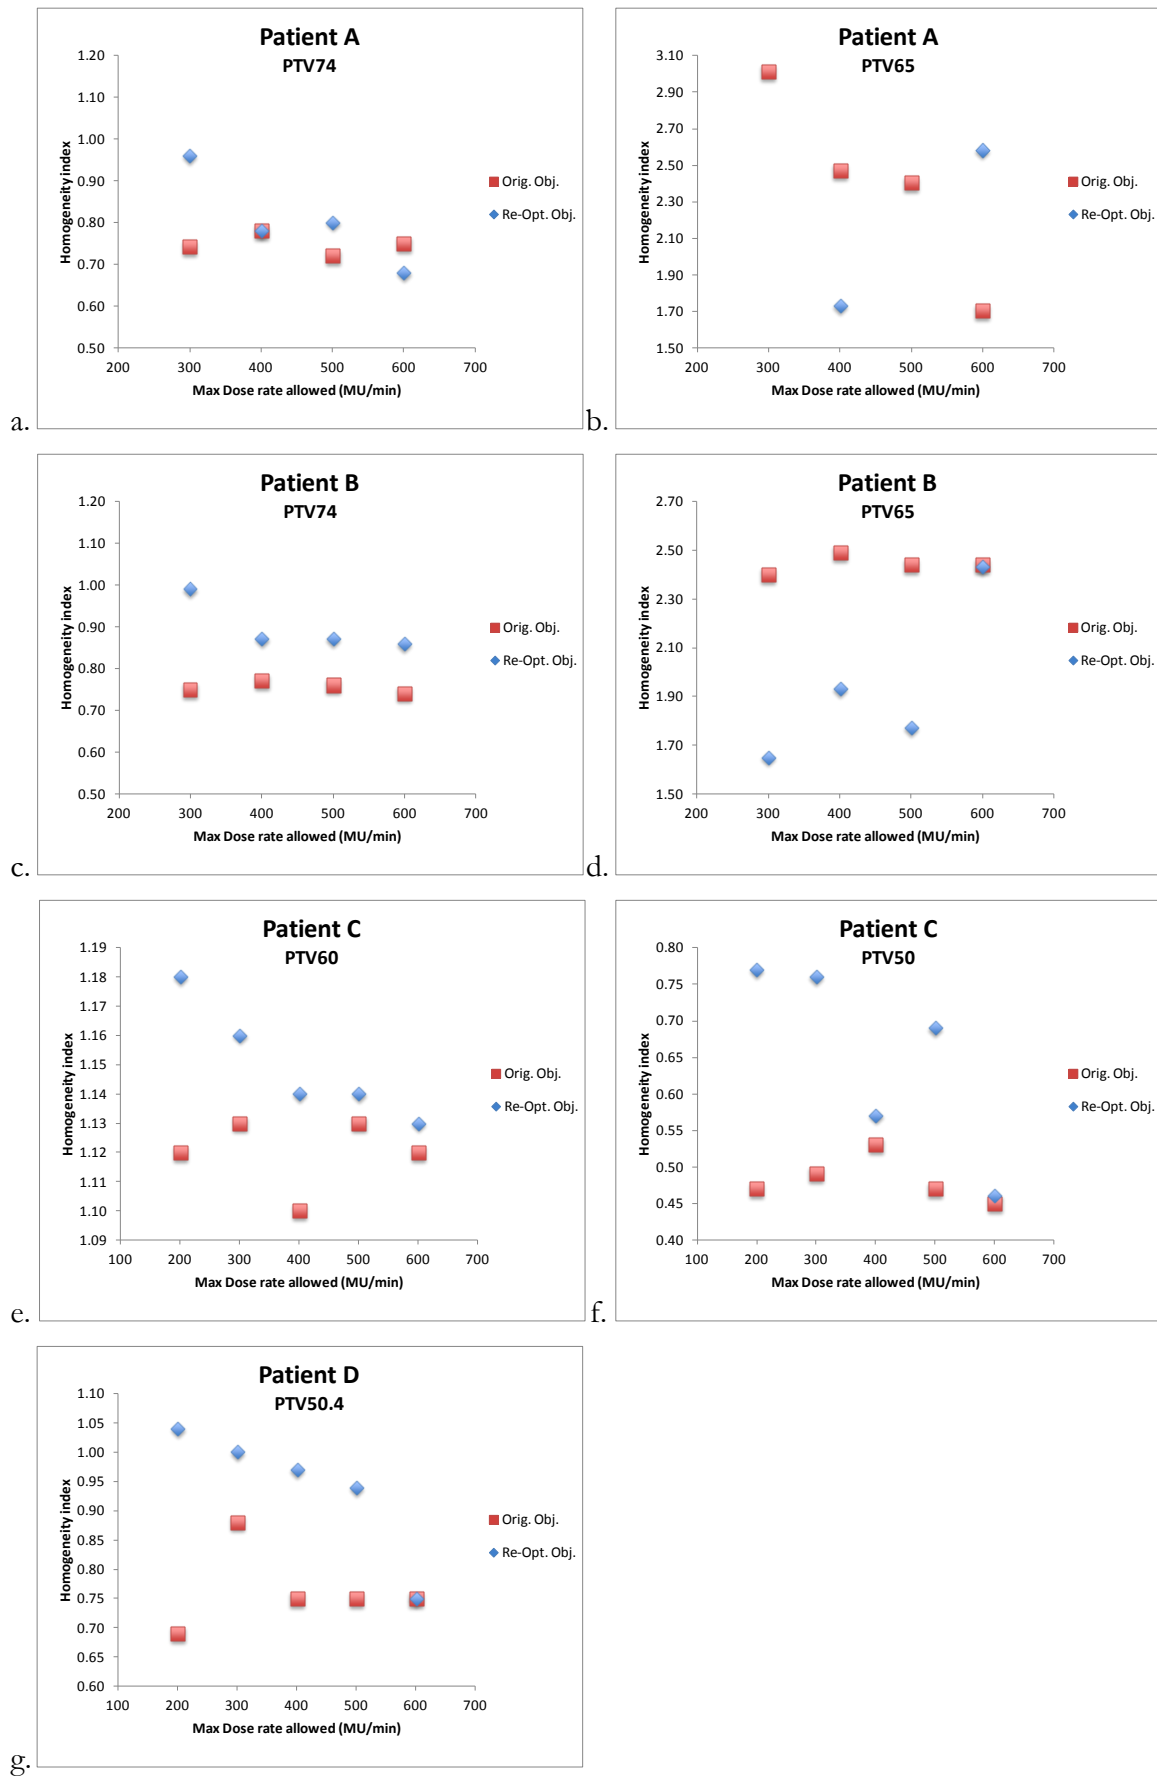 Patient A
PTV74
1.20
1.10
1.00
0.90
0.80
0.70
0.60
0.50
200 300 400 500 600 700
Homogeneity index
Max Dose rate allowed (MU/min)
Orig. Obj.
Re-Opt. Obj.
a.
Patient A
PTV65
3.10
2.90
2.70
2.50
2.30
2.10
1.90
1.70
1.50
200 300 400 500 600 700
Homogeneity index
Max Dose rate allowed (MU/min)
Orig. Obj.
Re-Opt. Obj.
b.
Patient B
PTV74
1.20
1.10
1.00
0.90
0.80
0.70
0.60
0.50
200 300 400 500 600 700
Homogeneity index
Max Dose rate allowed (MU/min)
Orig. Obj.
Re-Opt. Obj.
c.
Patient B
PTV65
2.70
2.50
2.30
2.10
1.90
1.70
1.50
200 300 400 500 600 700
Homogeneity index
Max Dose rate allowed (MU/min)
Orig. Obj.
Re-Opt. Obj.
d.
Patient C
PTV60
1.19
1.18
1.17
1.16
1.15
1.14
1.13
1.12
1.11
1.10
1.09
100 200 300 400 500 600 700
Homogeneity index
Max Dose rate allowed (MU/min)
Orig. Obj.
Re-Opt. Obj.
e.
Patient C
PTV50
0.80
0.75
0.70
0.65
0.60
0.55
0.50
0.45
0.40
100 200 300 400 500 600 700
Homogeneity index
Max Dose rate allowed (MU/min)
Orig. Obj.
Re-Opt. Obj.
f.
Patient D
PTV50.4
1.10
1.05
1.00
0.95
0.90
0.85
0.80
0.75
0.70
0.65
0.60
100 200 300 400 500 600 700
Homogeneity index
Max Dose rate allowed (MU/min)
Orig. Obj.
Re-Opt. Obj.
g.